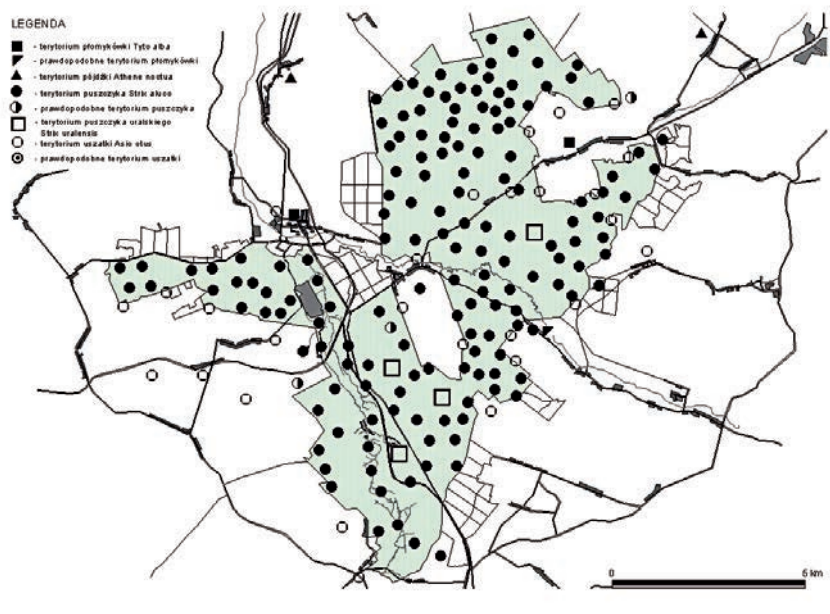 LEGENDA
- terytorium płomykówki Tyto alba
- prawdopodobne terytorium płomykówki
- terytorium pójdźki Athene noctua
- terytorium puszczyka Strix aluco
- prawdopodobne terytorium puszczyka
- terytorium puszczyka uralskiego
Strix uralensis
- terytorium uszatki Asio otus
- prawdopodobne terytorium uszatki
0 5 km